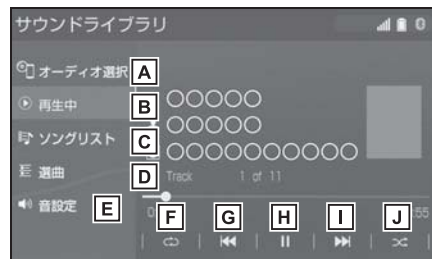 サウンドライブラリ
オーディオ選択 A
再生中 B ○○○○○
○○○○○
ソングリスト C ○○○○○○○○○○
選曲 D Track 1 of 11
音設定 E
F G H I J